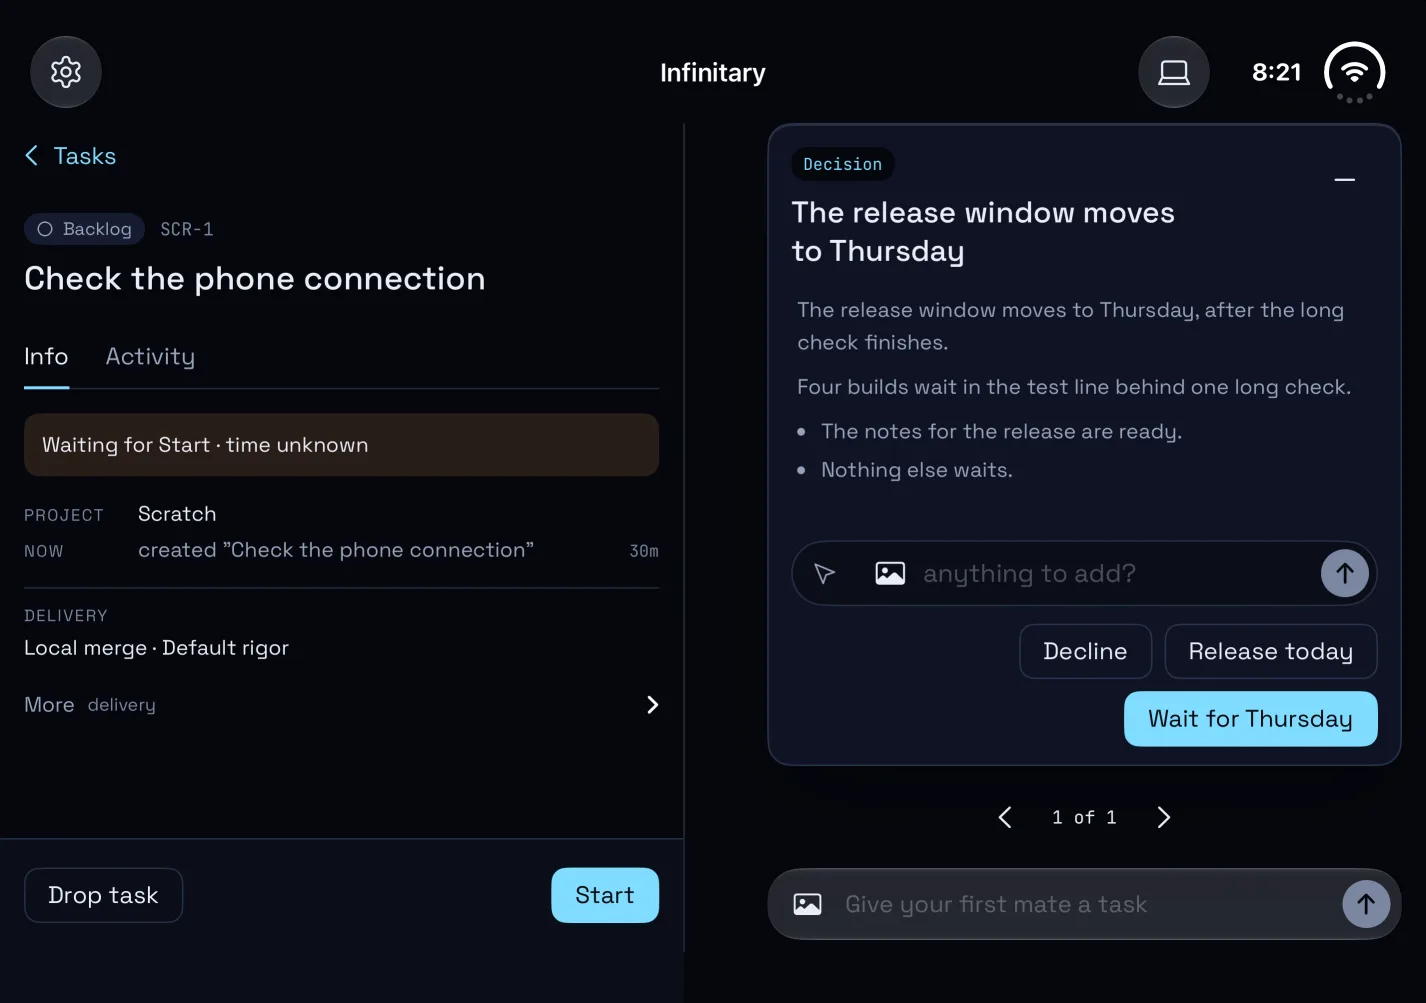 Infinitary
8:21
Tasks
Backlog SCR-1
Check the phone connection
Info Activity
Waiting for Start · time unknown
PROJECT Scratch
NOW created ”Check the phone connection” 30m
DELIVERY
Local merge · Default rigor
More delivery
Drop task Start
Decision
The release window moves
to Thursday
The release window moves to Thursday, after the long
check finishes.
Four builds wait in the test line behind one long check.
• The notes for the release are ready.
• Nothing else waits.
anything to add?
Decline Release today
Wait for Thursday
1 of 1
Give your first mate a task